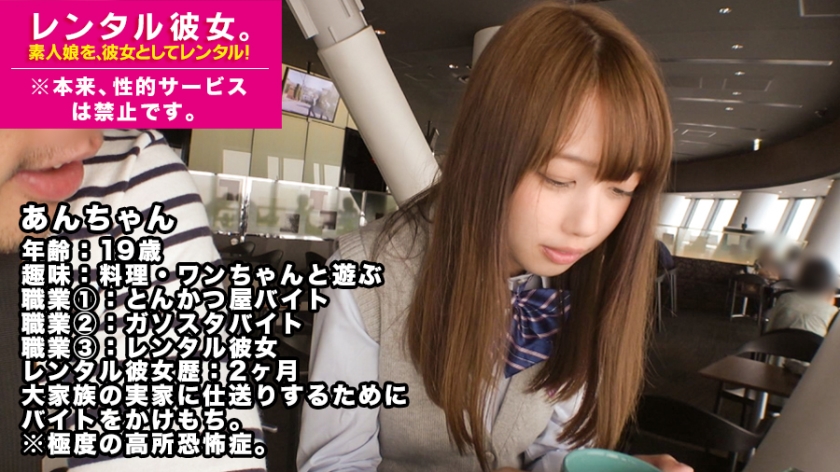 レンタル彼女。
素人娘を、彼女としてレンタル!
※本来、性的サービス
は禁止です。
あんちゃん
年齢：19歳
趣味：料理・ワンちゃんと遊ぶ
職業①：とんかつ屋バイト
職業②：ガソスタバイト
職業③：レンタル彼女
レンタル彼女歴：2ヶ月
大家族の実家に仕送りするために
バイトをかけもち。
※極度の高所恐怖症。